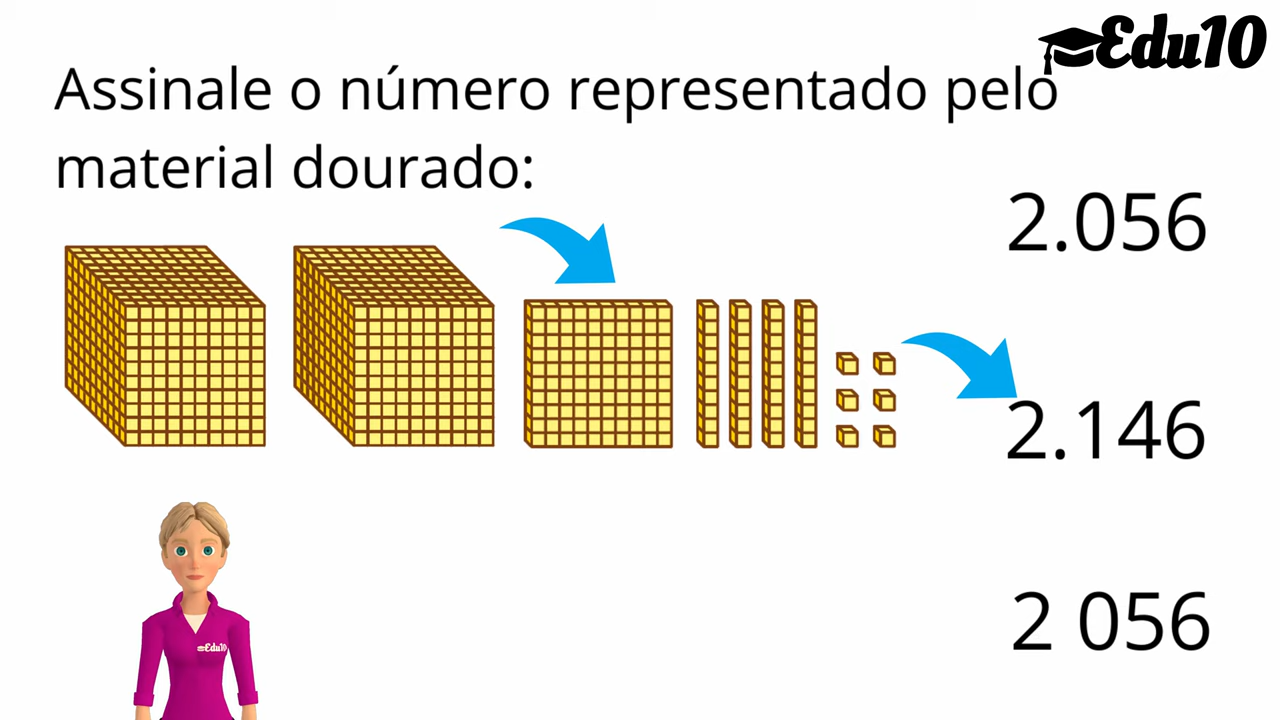 Edu10
Assinale o número representado pelo
material dourado:
2.056
2.146
2 056
Edu10